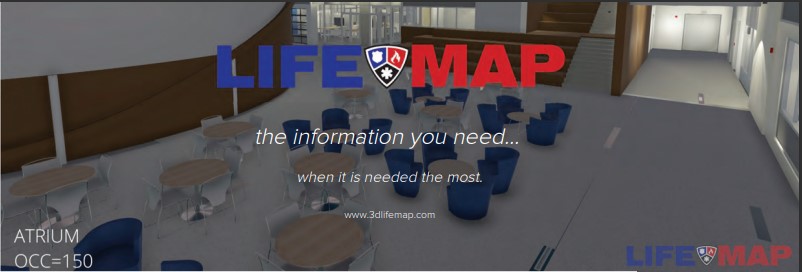 LIFE MAP
the information you need...
when it is needed the most.
www.3dlifemap.com
ATRIUM
OCC=150
LIFE MAP